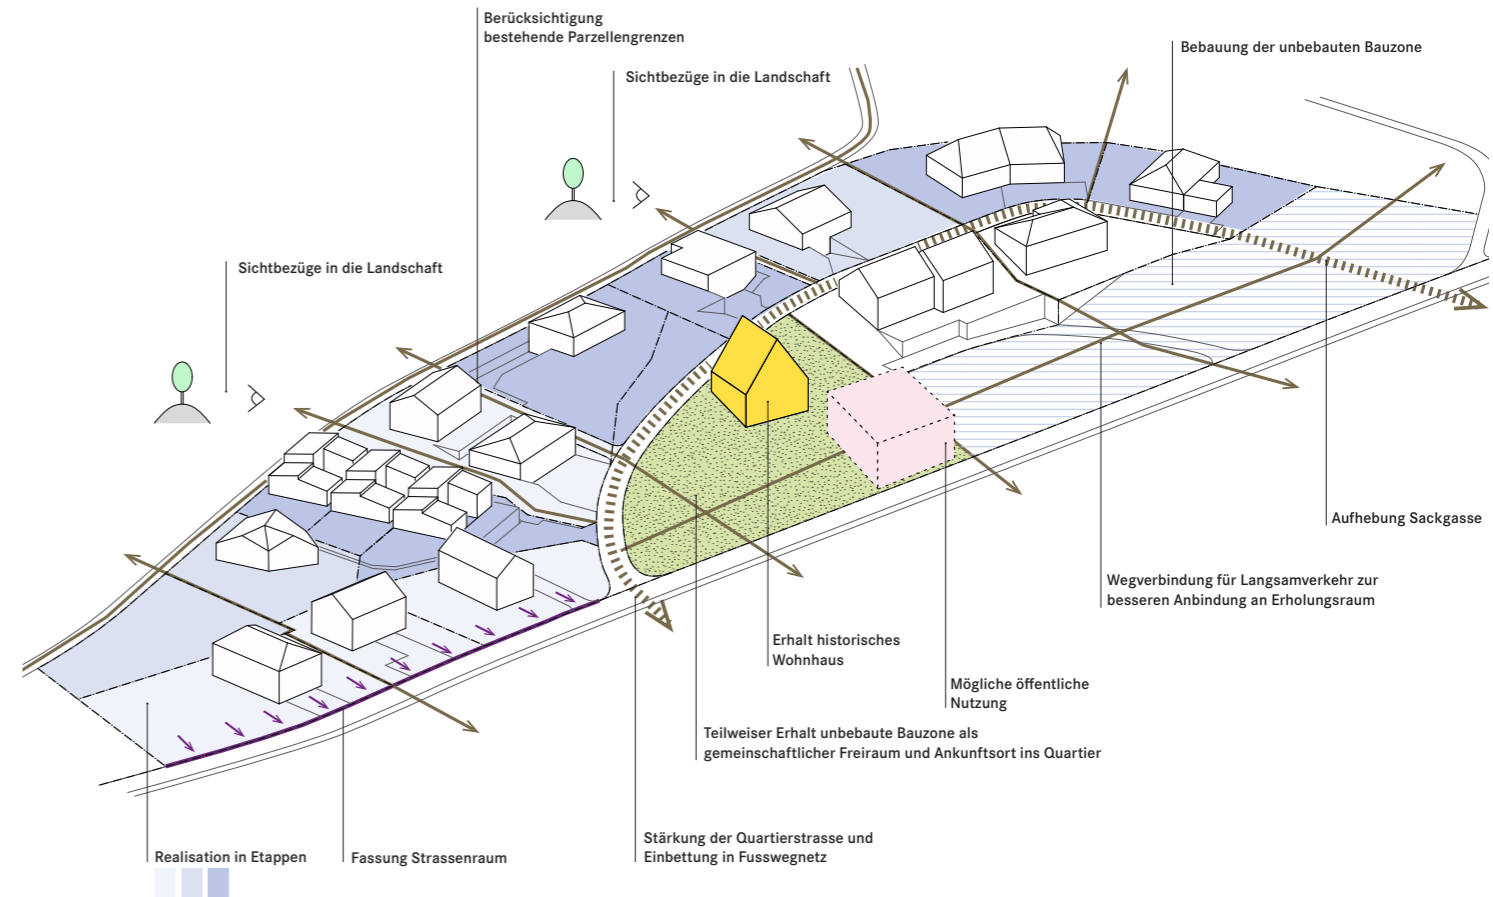 Berücksichtigung
bestehende Parzellengrenzen
Bebauung der unbebauten Bauzone
Sichtbezüge in die Landschaft
Sichtbezüge in die Landschaft
Aufhebung Sackgasse
Wegverbindung für Langsamverkehr zur
besseren Anbindung an Erholungsraum
Erhalt historisches
Wohnhaus
Mögliche öffentliche
Nutzung
Teilweiser Erhalt unbebaute Bauzone als
gemeinschaftlicher Freiraum und Ankunftsort ins Quartier
Stärkung der Quartierstrasse und
Einbettung in Fusswegnetz
Realisation in Etappen
Fassung Strassenraum